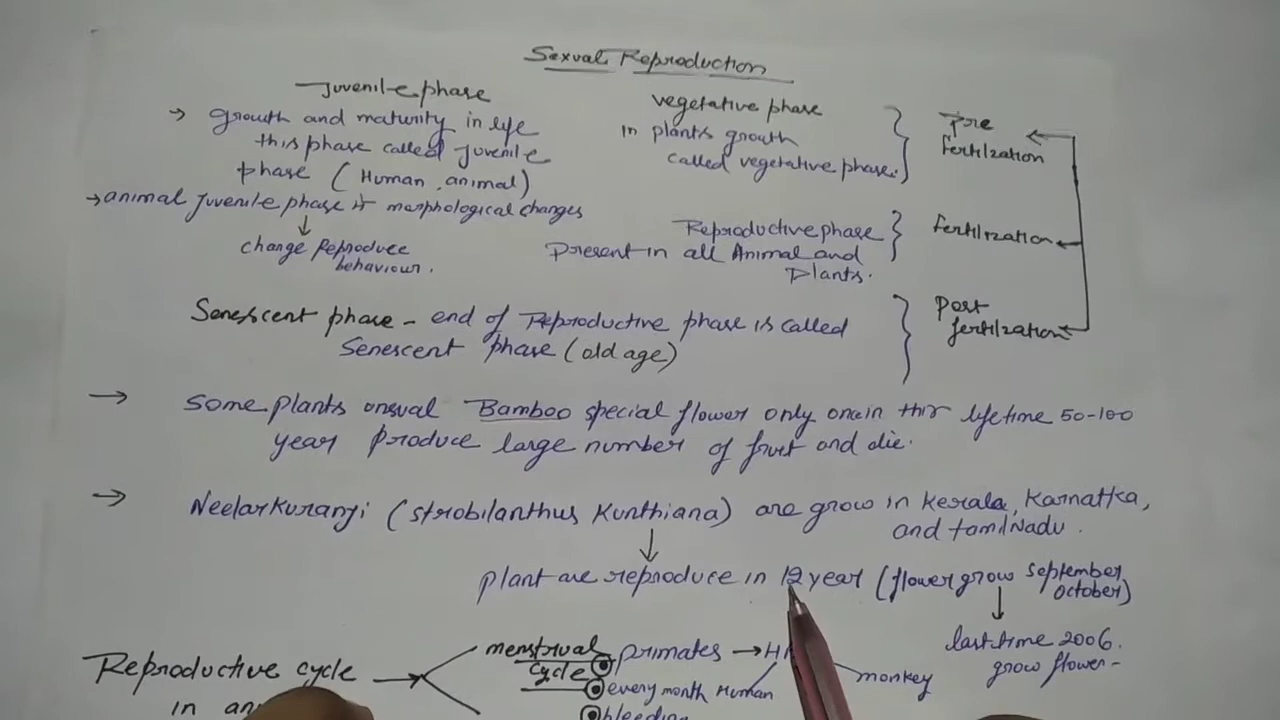 Sexual Reproduction
Juvenile phase
→ growth and maturity in life
this phase called Juvenile
phase (Human, animal)
→ animal Juvenile phase is morphological changes
↓
change Reproduce
behaviour.
vegetative phase
in plants growth
called vegetative phase.
Pre
fertilization
Reproductive phase
Present in all Animal and
Plants.
fertilization
Senescent phase - end of Reproductive phase is called
Senescent phase (old age)
Post
fertilization
→ Some plants onsual Bamboo special flower only once in thir lifetime 50-100
year produce large number of fruit and die.
→ Neelarkuranji (Strobilanthus Kunthiana) are grow in Kerala, Karnatka,
and tamilNadu.
↓
plant are reproduce in 12 year (flower grow September
October)
↓
last time 2006.
grow flower -
Reproductive cycle →
in
menstrual
cycle
primates →
monkey
every month Human
bleeding